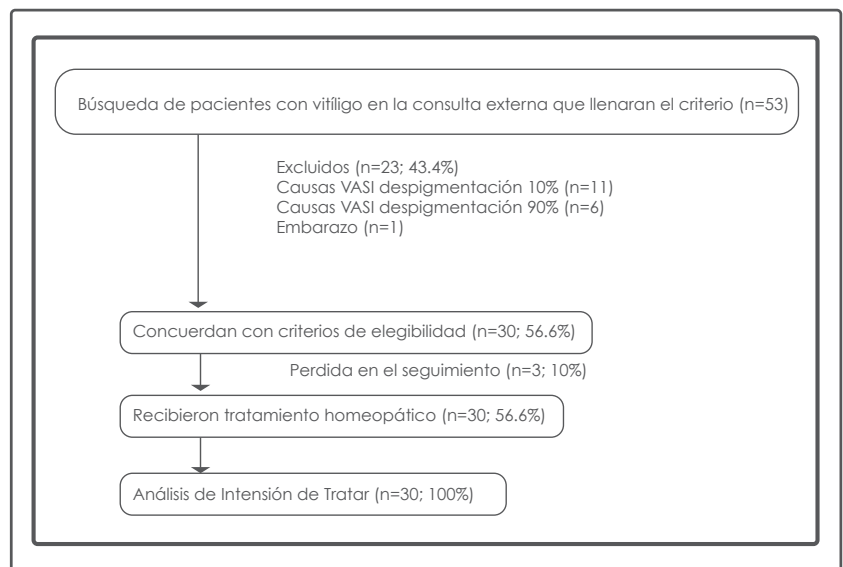 Búsqueda de pacientes con vitíligo en la consulta externa que llenaran el criterio (n=53)
Excluidos (n=23; 43.4%)
Causas VASI despigmentación 10% (n=11)
Causas VASI despigmentación 90% (n=6)
Embarazo (n=1)
Concuerdan con criterios de elegibilidad (n=30; 56.6%)
Perdida en el seguimiento (n=3; 10%)
Recibieron tratamiento homeopático (n=30; 56.6%)
Análisis de Intensión de Tratar (n=30; 100%)